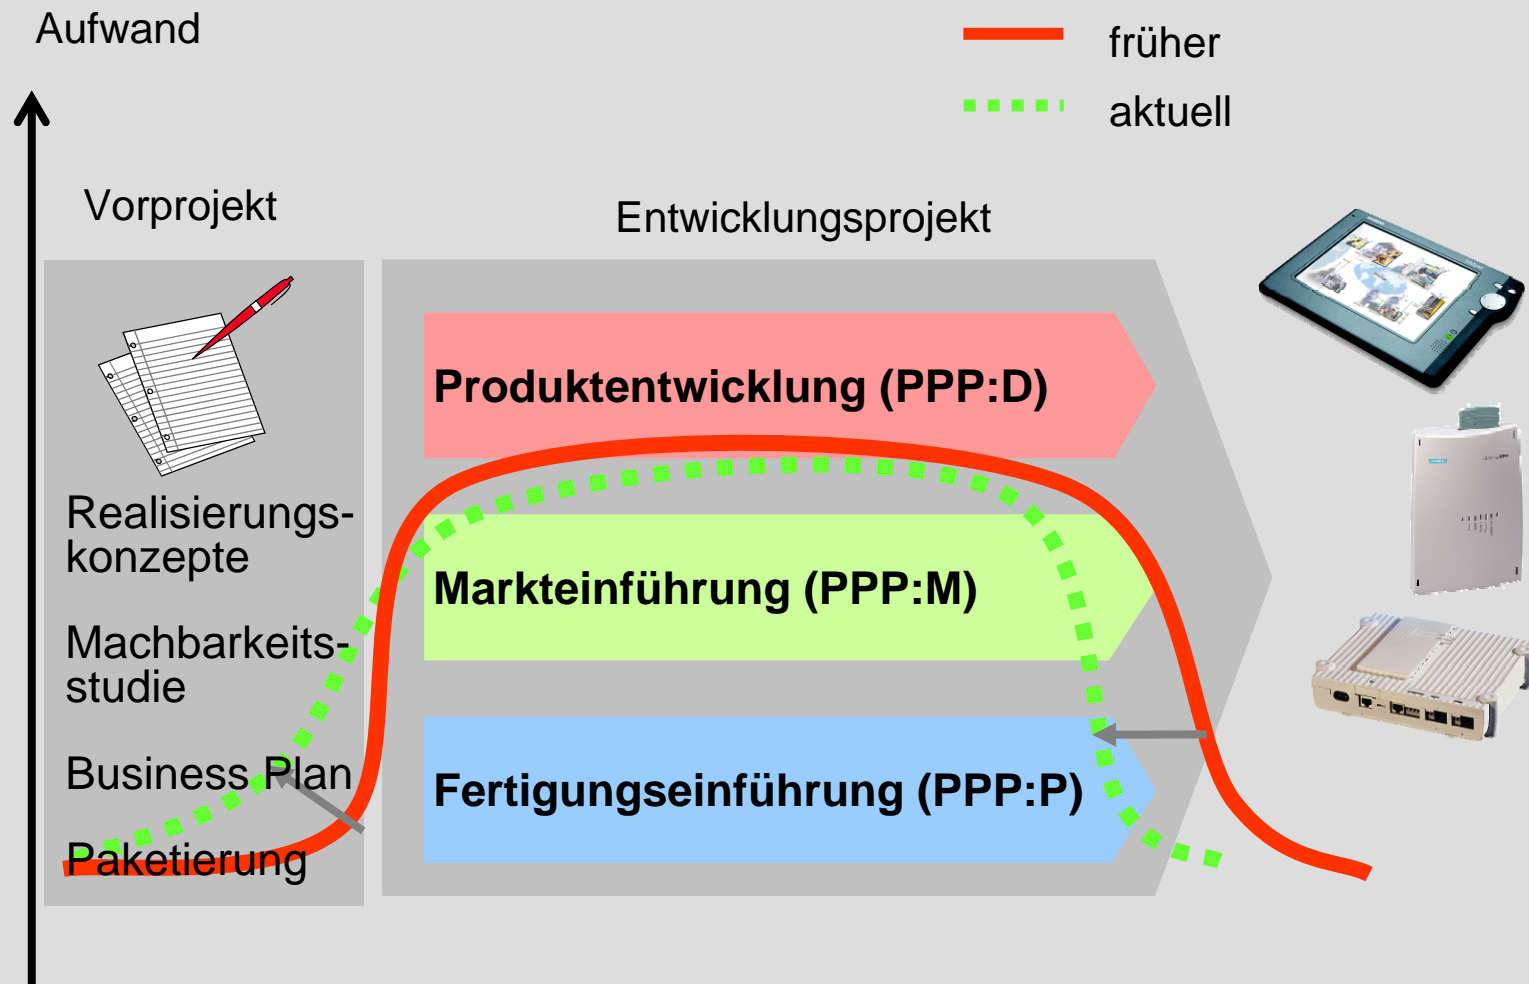 Aufwand
früher
aktuell
Vorprojekt
Entwicklungsprojekt
Produktentwicklung (PPP:D)
Realisierungs-
konzepte
Markteinführung (PPP:M)
Machbarkeits-
studie
Business Plan
Fertigungseinführung (PPP:P)
Paketierung